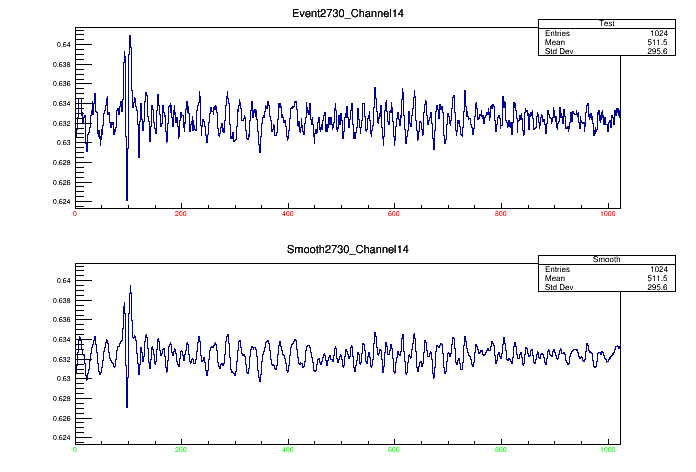 Event2730_Channel14
Test
Entries 1024
Mean 511.5
Std Dev 295.6
0.64
0.638
0.636
0.634
0.632
0.63
0.628
0.626
0.624
0 200 400 600 800 1000
Smooth2730_Channel14
Smooth
Entries 1024
Mean 511.5
Std Dev 295.6
0.64
0.638
0.636
0.634
0.632
0.63
0.628
0.626
0.624
0 200 400 600 800 1000